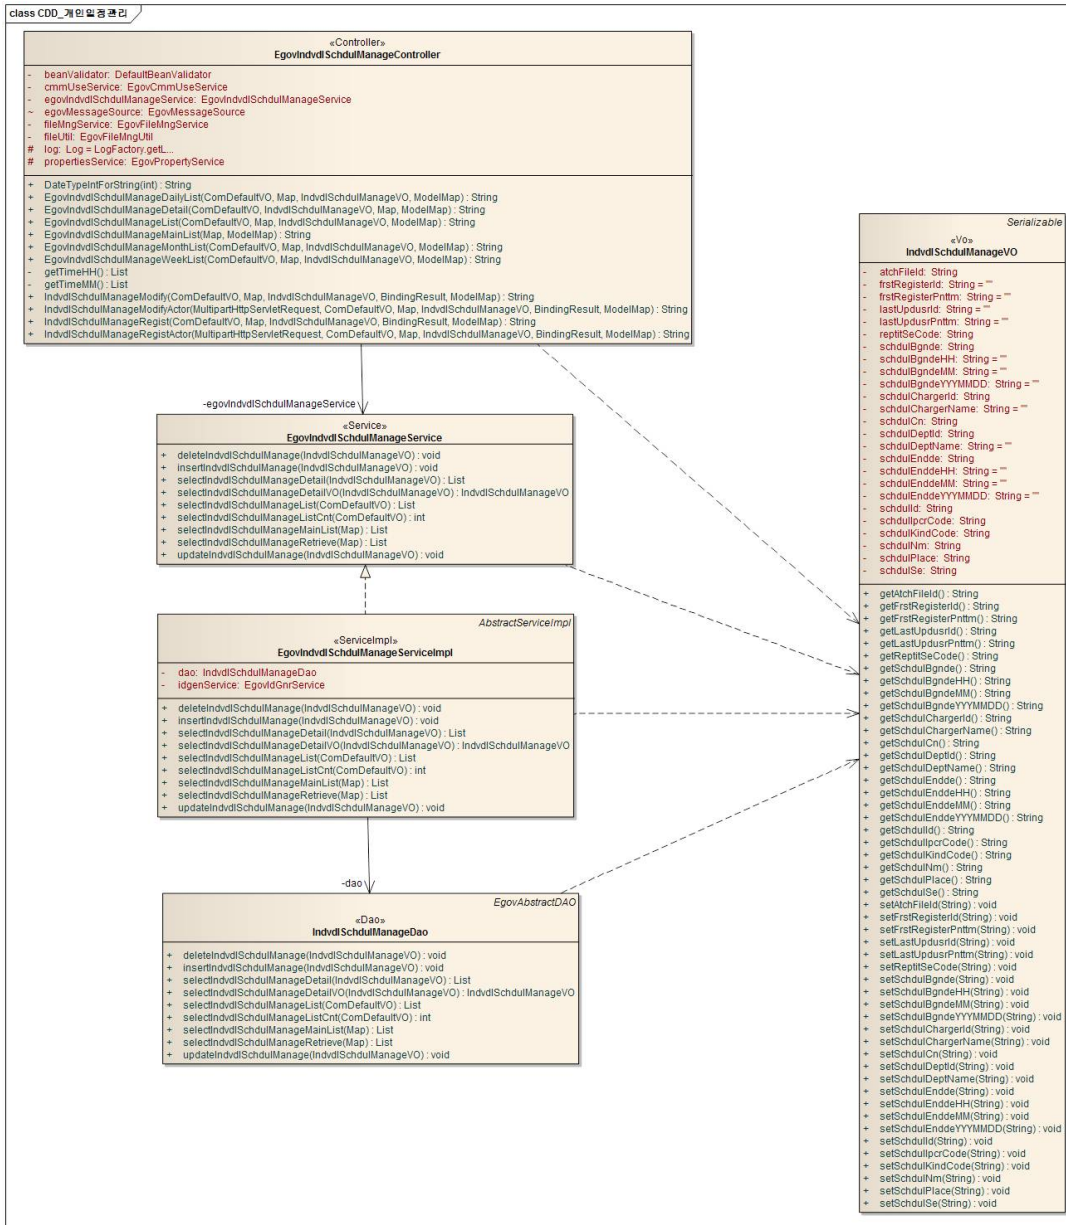 class CDD_개인일정관리
«Controller»
EgovIndvdlSchdulManageController
- beanValidator: DefaultBeanValidator
- cmmUseService: EgovCmmUseService
- egovIndvdlSchdulManageService: EgovIndvdlSchdulManageService
~ egovMessageSource: EgovMessageSource
- fileMngService: EgovFileMngService
- fileUtil: EgovFileMngUtil
# log: Log = LogFactory.getL...
# propertiesService: EgovPropertyService
+ DateTypeIntForString(int) : String
+ EgovIndvdlSchdulManageDailyList(ComDefaultVO, Map, IndvdlSchdulManageVO, ModelMap) : String
+ EgovIndvdlSchdulManageDetail(ComDefaultVO, IndvdlSchdulManageVO, Map, ModelMap) : String
+ EgovIndvdlSchdulManageList(ComDefaultVO, Map, IndvdlSchdulManageVO, ModelMap) : String
+ EgovIndvdlSchdulManageMainList(Map, ModelMap) : String
+ EgovIndvdlSchdulManageMonthList(ComDefaultVO, Map, IndvdlSchdulManageVO, ModelMap) : String
+ EgovIndvdlSchdulManageWeekList(ComDefaultVO, Map, IndvdlSchdulManageVO, ModelMap) : String
- getTimeHH() : List
- getTimeMM() : List
+ IndvdlSchdulManageModify(ComDefaultVO, Map, IndvdlSchdulManageVO, BindingResult, ModelMap) : String
+ IndvdlSchdulManageModifyActor(MultipartHttpServletRequest, ComDefaultVO, Map, IndvdlSchdulManageVO, BindingResult, ModelMap) : String
+ IndvdlSchdulManageRegist(ComDefaultVO, Map, IndvdlSchdulManageVO, BindingResult, ModelMap) : String
+ IndvdlSchdulManageRegistActor(MultipartHttpServletRequest, ComDefaultVO, Map, IndvdlSchdulManageVO, BindingResult, ModelMap) : String
-egovIndvdlSchdulManageService
«Service»
EgovIndvdlSchdulManageService
+ deleteIndvdlSchdulManage(IndvdlSchdulManageVO) : void
+ insertIndvdlSchdulManage(IndvdlSchdulManageVO) : void
+ selectIndvdlSchdulManageDetail(IndvdlSchdulManageVO) : List
+ selectIndvdlSchdulManageDetailVO(IndvdlSchdulManageVO) : IndvdlSchdulManageVO
+ selectIndvdlSchdulManageList(ComDefaultVO) : List
+ selectIndvdlSchdulManageListCnt(ComDefaultVO) : int
+ selectIndvdlSchdulManageMainList(Map) : List
+ selectIndvdlSchdulManageRetrieve(Map) : List
+ updateIndvdlSchdulManage(IndvdlSchdulManageVO) : void
AbstractServiceImpl
«ServiceImpl»
EgovIndvdlSchdulManageServiceImpl
- dao: IndvdlSchdulManageDao
- idgenService: EgovIdGnrService
+ deleteIndvdlSchdulManage(IndvdlSchdulManageVO) : void
+ insertIndvdlSchdulManage(IndvdlSchdulManageVO) : void
+ selectIndvdlSchdulManageDetail(IndvdlSchdulManageVO) : List
+ selectIndvdlSchdulManageDetailVO(IndvdlSchdulManageVO) : IndvdlSchdulManageVO
+ selectIndvdlSchdulManageList(ComDefaultVO) : List
+ selectIndvdlSchdulManageListCnt(ComDefaultVO) : int
+ selectIndvdlSchdulManageMainList(Map) : List
+ selectIndvdlSchdulManageRetrieve(Map) : List
+ updateIndvdlSchdulManage(IndvdlSchdulManageVO) : void
-dao
EgovAbstractDAO
«Dao»
IndvdlSchdulManageDao
+ deleteIndvdlSchdulManage(IndvdlSchdulManageVO) : void
+ insertIndvdlSchdulManage(IndvdlSchdulManageVO) : void
+ selectIndvdlSchdulManageDetail(IndvdlSchdulManageVO) : List
+ selectIndvdlSchdulManageDetailVO(IndvdlSchdulManageVO) : IndvdlSchdulManageVO
+ selectIndvdlSchdulManageList(ComDefaultVO) : List
+ selectIndvdlSchdulManageListCnt(ComDefaultVO) : int
+ selectIndvdlSchdulManageMainList(Map) : List
+ selectIndvdlSchdulManageRetrieve(Map) : List
+ updateIndvdlSchdulManage(IndvdlSchdulManageVO) : void
Serializable
«Vo»
IndvdlSchdulManageVO
- atchFileId: String
- frstRegisterId: String = ""
- frstRegisterPnttm: String = ""
- lastUpdusrId: String = ""
- lastUpdusrPnttm: String = ""
- reptitSeCode: String
- schdulBgnde: String
- schdulBgndeHH: String = ""
- schdulBgndeMM: String = ""
- schdulBgndeYYYMMDD: String = ""
- schdulChargerId: String
- schdulChargerName: String = ""
- schdulCn: String
- schdulDeptId: String
- schdulDeptName: String = ""
- schdulEndde: String
- schdulEnddeHH: String = ""
- schdulEnddeMM: String = ""
- schdulEnddeYYYMMDD: String = ""
- schdulId: String
- schdulIpcrCode: String
- schdulKindCode: String
- schdulNm: String
- schdulPlace: String
- schdulSe: String
+ getAtchFileId() : String
+ getFrstRegisterId() : String
+ getFrstRegisterPnttm() : String
+ getLastUpdusrId() : String
+ getLastUpdusrPnttm() : String
+ getReptitSeCode() : String
+ getSchdulBgnde() : String
+ getSchdulBgndeHH() : String
+ getSchdulBgndeMM() : String
+ getSchdulBgndeYYYMMDD() : String
+ getSchdulChargerId() : String
+ getSchdulChargerName() : String
+ getSchdulCn() : String
+ getSchdulDeptId() : String
+ getSchdulDeptName() : String
+ getSchdulEndde() : String
+ getSchdulEnddeHH() : String
+ getSchdulEnddeMM() : String
+ getSchdulEnddeYYYMMDD() : String
+ getSchdulId() : String
+ getSchdulIpcrCode() : String
+ getSchdulKindCode() : String
+ getSchdulNm() : String
+ getSchdulPlace() : String
+ getSchdulSe() : String
+ setAtchFileId(String) : void
+ setFrstRegisterId(String) : void
+ setFrstRegisterPnttm(String) : void
+ setLastUpdusrId(String) : void
+ setLastUpdusrPnttm(String) : void
+ setReptitSeCode(String) : void
+ setSchdulBgnde(String) : void
+ setSchdulBgndeHH(String) : void
+ setSchdulBgndeMM(String) : void
+ setSchdulBgndeYYYMMDD(String) : void
+ setSchdulChargerId(String) : void
+ setSchdulChargerName(String) : void
+ setSchdulCn(String) : void
+ setSchdulDeptId(String) : void
+ setSchdulDeptName(String) : void
+ setSchdulEndde(String) : void
+ setSchdulEnddeHH(String) : void
+ setSchdulEnddeMM(String) : void
+ setSchdulEnddeYYYMMDD(String) : void
+ setSchdulId(String) : void
+ setSchdulIpcrCode(String) : void
+ setSchdulKindCode(String) : void
+ setSchdulNm(String) : void
+ setSchdulPlace(String) : void
+ setSchdulSe(String) : void